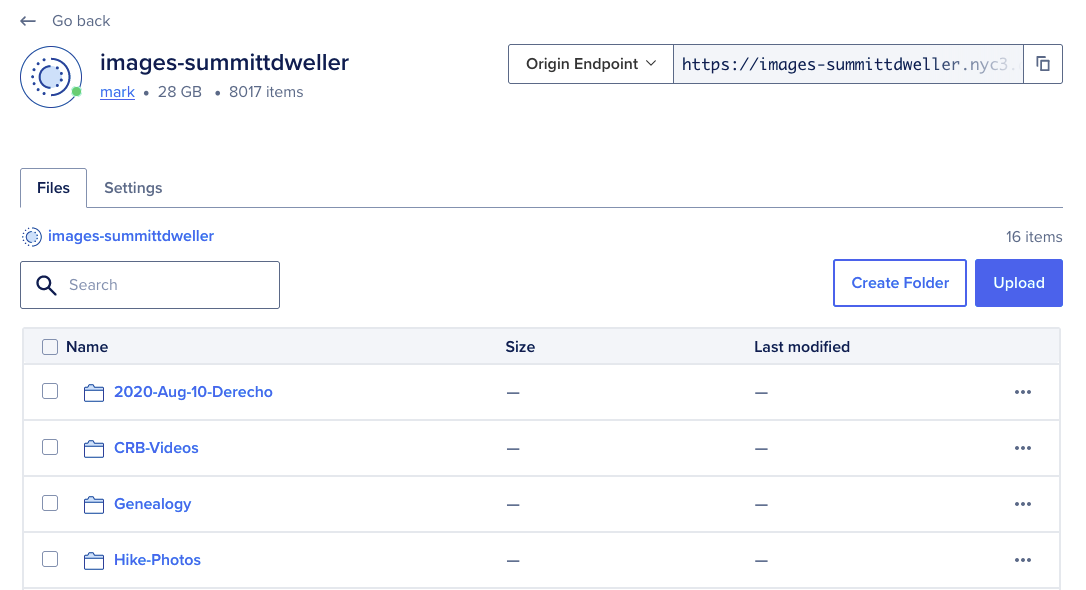 Go back
images-summittdweller
mark • 28 GB • 8017 items
Origin Endpoint
https://images-summittdweller.nyc3.
Files
Settings
images-summittdweller
16 items
Search
Create Folder
Upload
Name Size Last modified
2020-Aug-10-Derecho — —
CRB-Videos — —
Genealogy — —
Hike-Photos — —